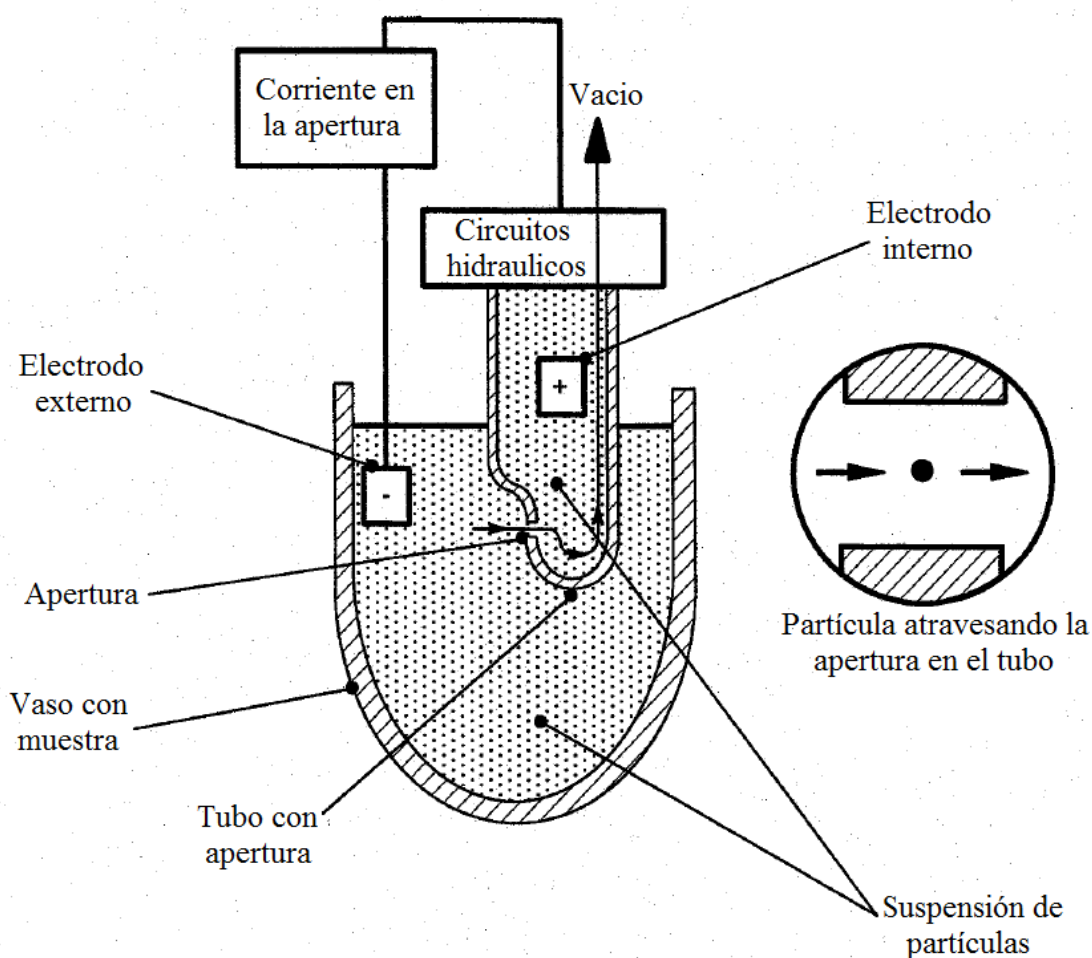 Corriente en
la apertura
Vacio
Circuitos
hidraulicos
Electrodo
interno
Electrodo
externo
+
-
Apertura
Partícula atravesando la
apertura en el tubo
Vaso con
muestra
Tubo con
apertura
Suspensión de
partículas